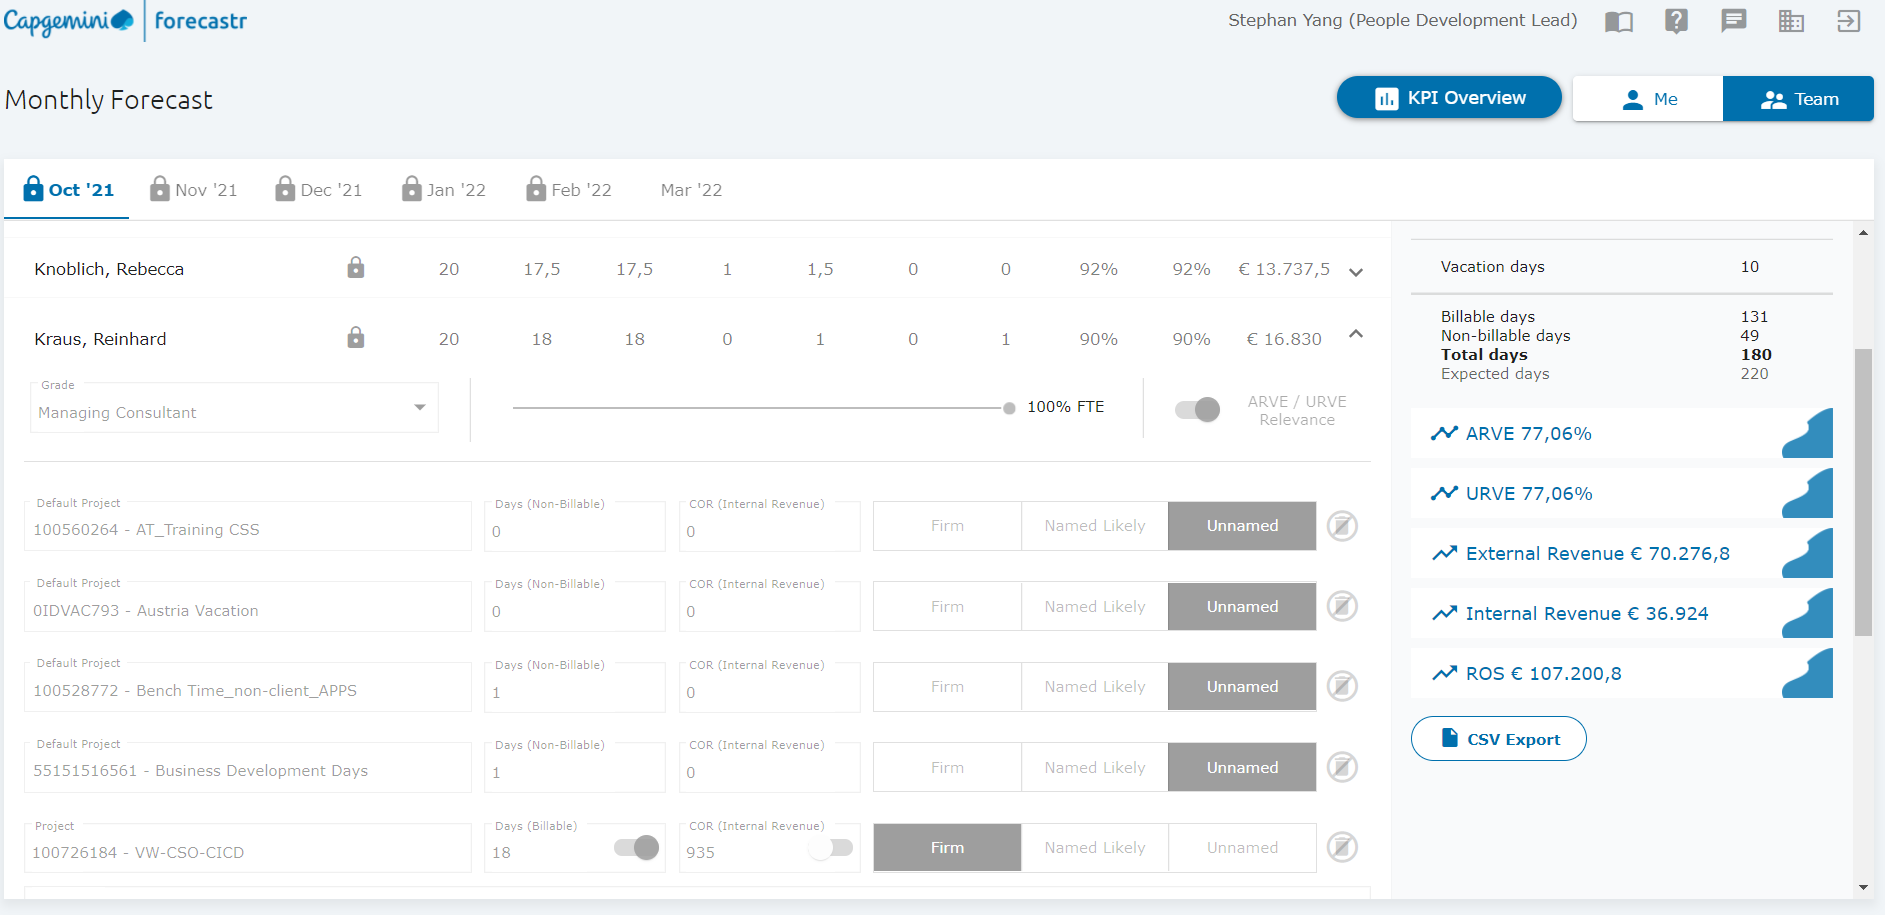 Capgemini forecastr
Stephan Yang (People Development Lead)
Monthly Forecast
KPI Overview
Me
Team
Oct '21
Nov '21
Dec '21
Jan '22
Feb '22
Mar '22
Knoblich, Rebecca 20 17,5 17,5 1 1,5 0 0 92% 92% € 13.737,5
Kraus, Reinhard 20 18 18 0 1 0 1 90% 90% € 16.830
Grade
Managing Consultant
100% FTE
ARVE / URVE
Relevance
Default Project Days (Non-Billable) COR (Internal Revenue)
100560264 - AT_Training CSS 0 0 Firm Named Likely Unnamed
Default Project Days (Non-Billable) COR (Internal Revenue)
0IDVAC793 - Austria Vacation 0 0 Firm Named Likely Unnamed
Default Project Days (Non-Billable) COR (Internal Revenue)
100528772 - Bench Time_non-client_APPS 1 0 Firm Named Likely Unnamed
Default Project Days (Non-Billable) COR (Internal Revenue)
55151516561 - Business Development Days 1 0 Firm Named Likely Unnamed
Project Days (Billable) COR (Internal Revenue)
100726184 - VW-CSO-CICD 18 935 Firm Named Likely Unnamed
Vacation days 10
Billable days 131
Non-billable days 49
Total days 180
Expected days 220
ARVE 77,06%
URVE 77,06%
External Revenue € 70.276,8
Internal Revenue € 36.924
ROS € 107.200,8
CSV Export